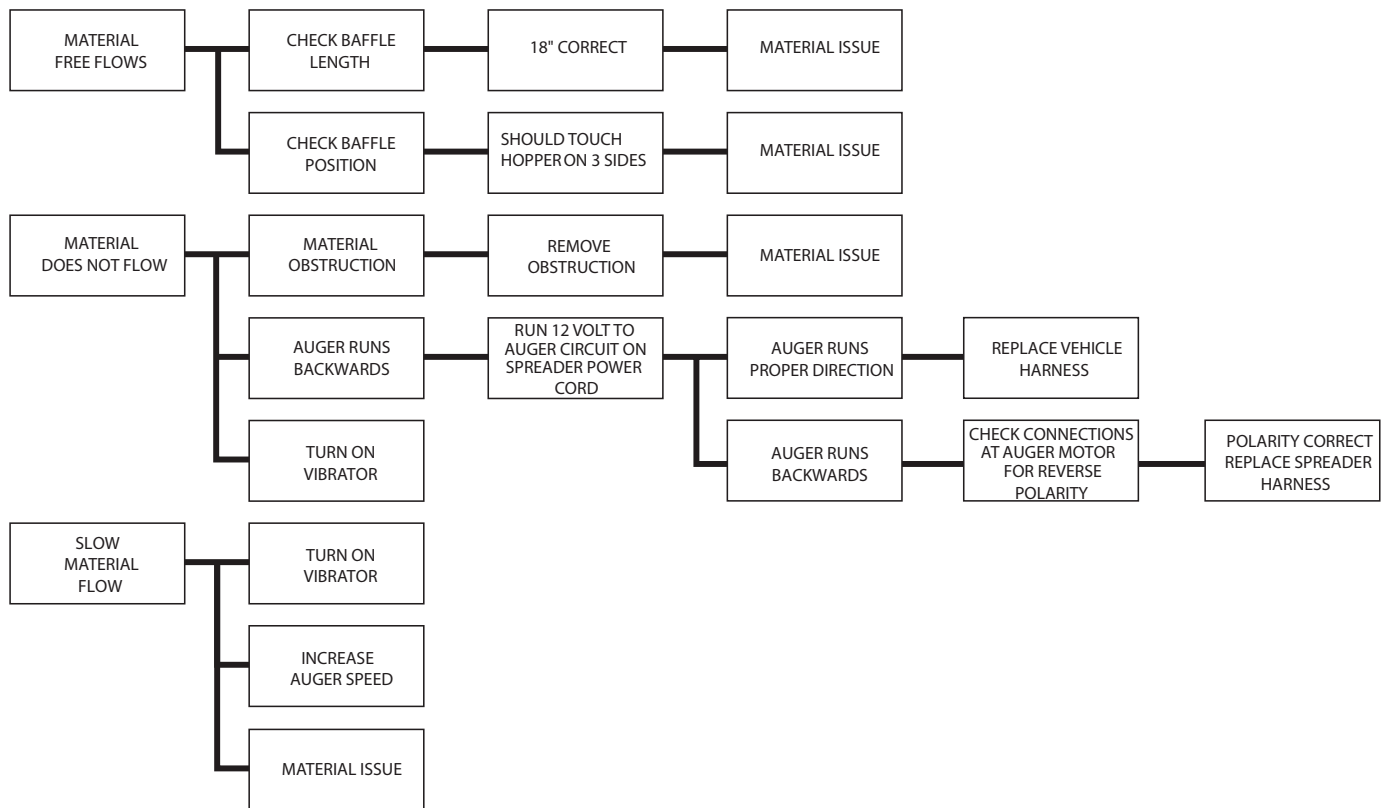 MATERIAL
FREE FLOWS
CHECK BAFFLE
LENGTH
18" CORRECT
MATERIAL ISSUE
CHECK BAFFLE
POSITION
SHOULD TOUCH
HOPPER ON 3 SIDES
MATERIAL ISSUE
MATERIAL
DOES NOT FLOW
MATERIAL
OBSTRUCTION
REMOVE
OBSTRUCTION
MATERIAL ISSUE
AUGER RUNS
BACKWARDS
RUN 12 VOLT TO
AUGER CIRCUIT ON
SPREADER POWER
CORD
AUGER RUNS
PROPER DIRECTION
REPLACE VEHICLE
HARNESS
TURN ON
VIBRATOR
AUGER RUNS
BACKWARDS
CHECK CONNECTIONS
AT AUGER MOTOR
FOR REVERSE
POLARITY
POLARITY CORRECT
REPLACE SPREADER
HARNESS
SLOW
MATERIAL
FLOW
TURN ON
VIBRATOR
INCREASE
AUGER SPEED
MATERIAL ISSUE